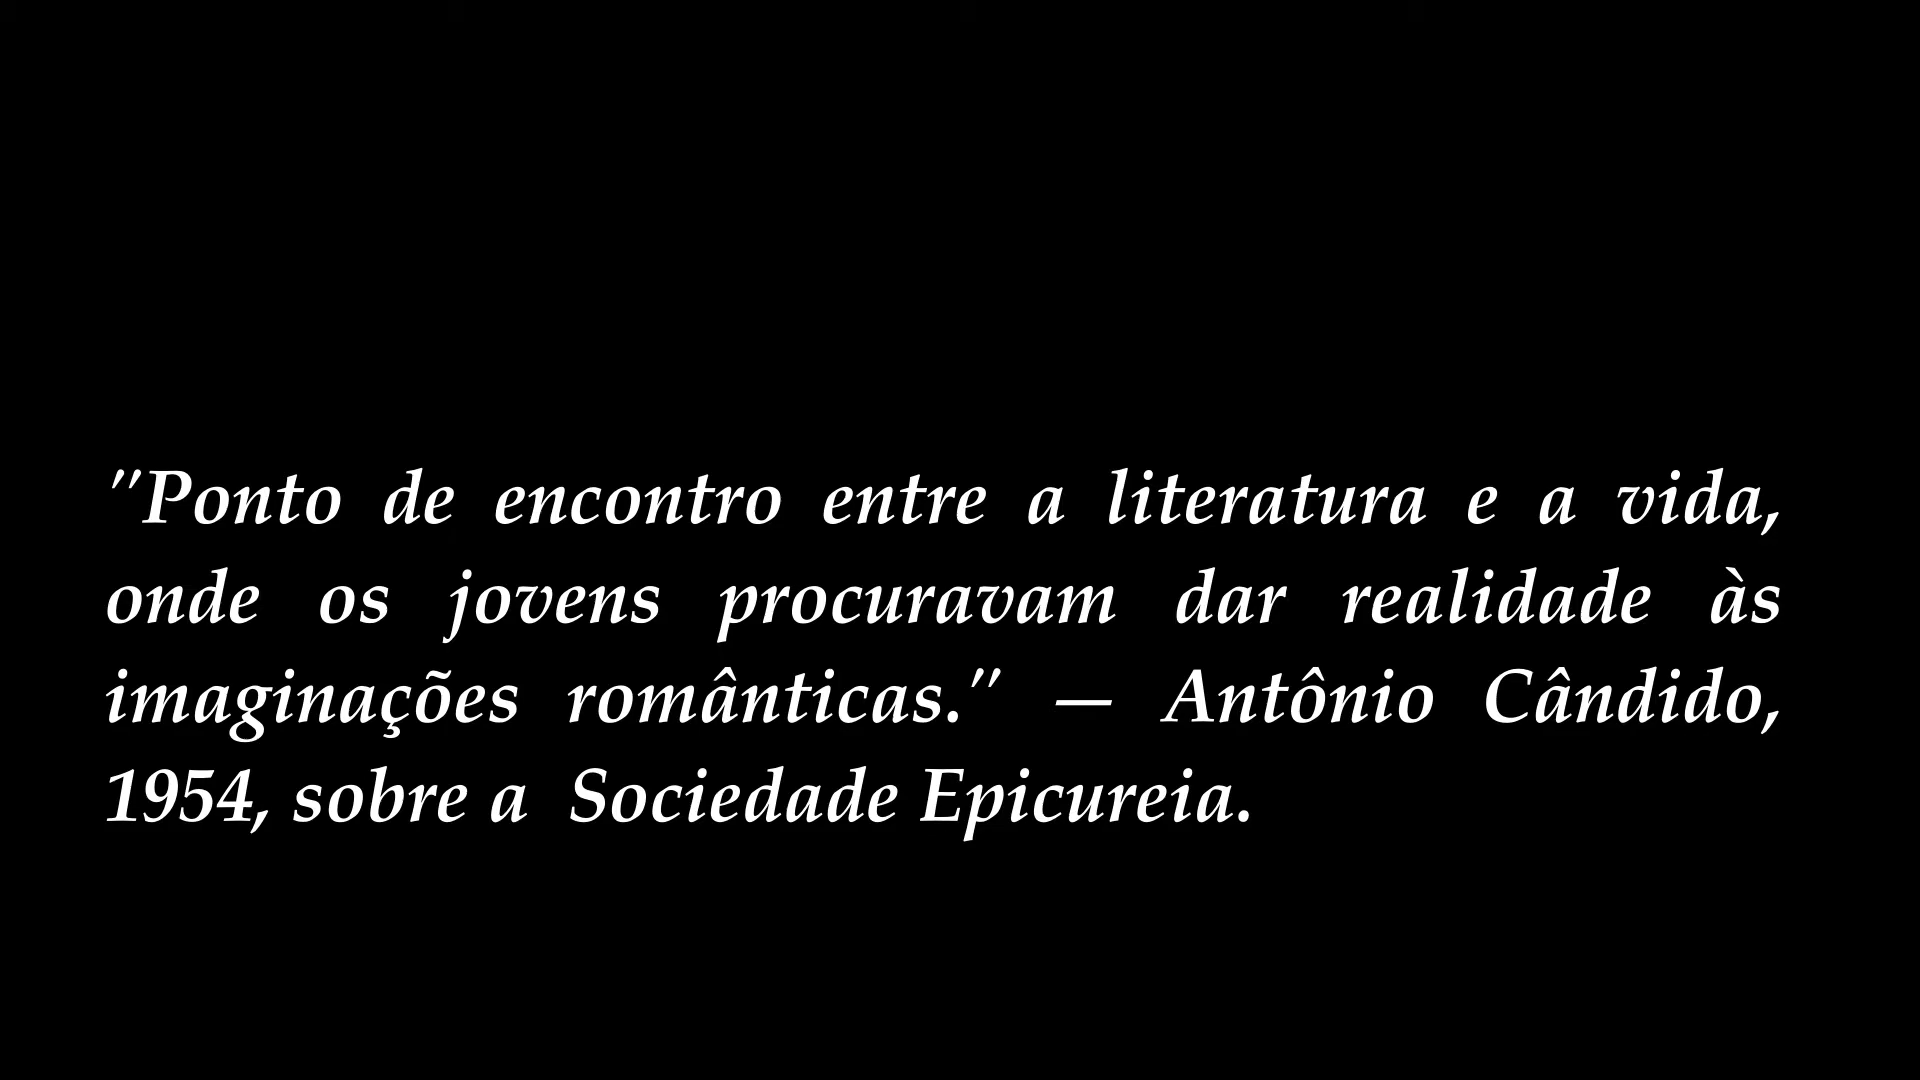 "Ponto de encontro entre a literatura e a vida,
onde os jovens procuravam dar realidade às
imaginações românticas." — Antônio Cândido,
1954, sobre a  Sociedade Epicureia.